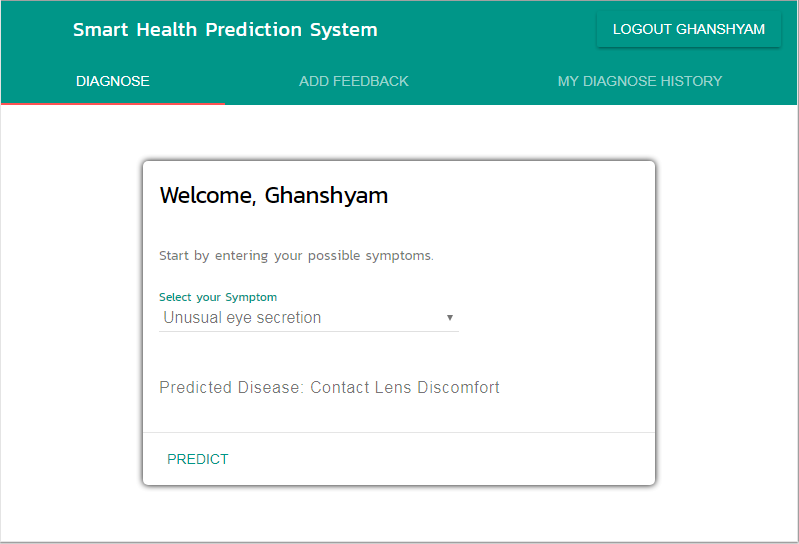 Smart Health Prediction System
LOGOUT GHANSHYAM
DIAGNOSE
ADD FEEDBACK
MY DIAGNOSE HISTORY
Welcome, Ghanshyam
Start by entering your possible symptoms.
Select your Symptom
Unusual eye secretion
Predicted Disease: Contact Lens Discomfort
PREDICT